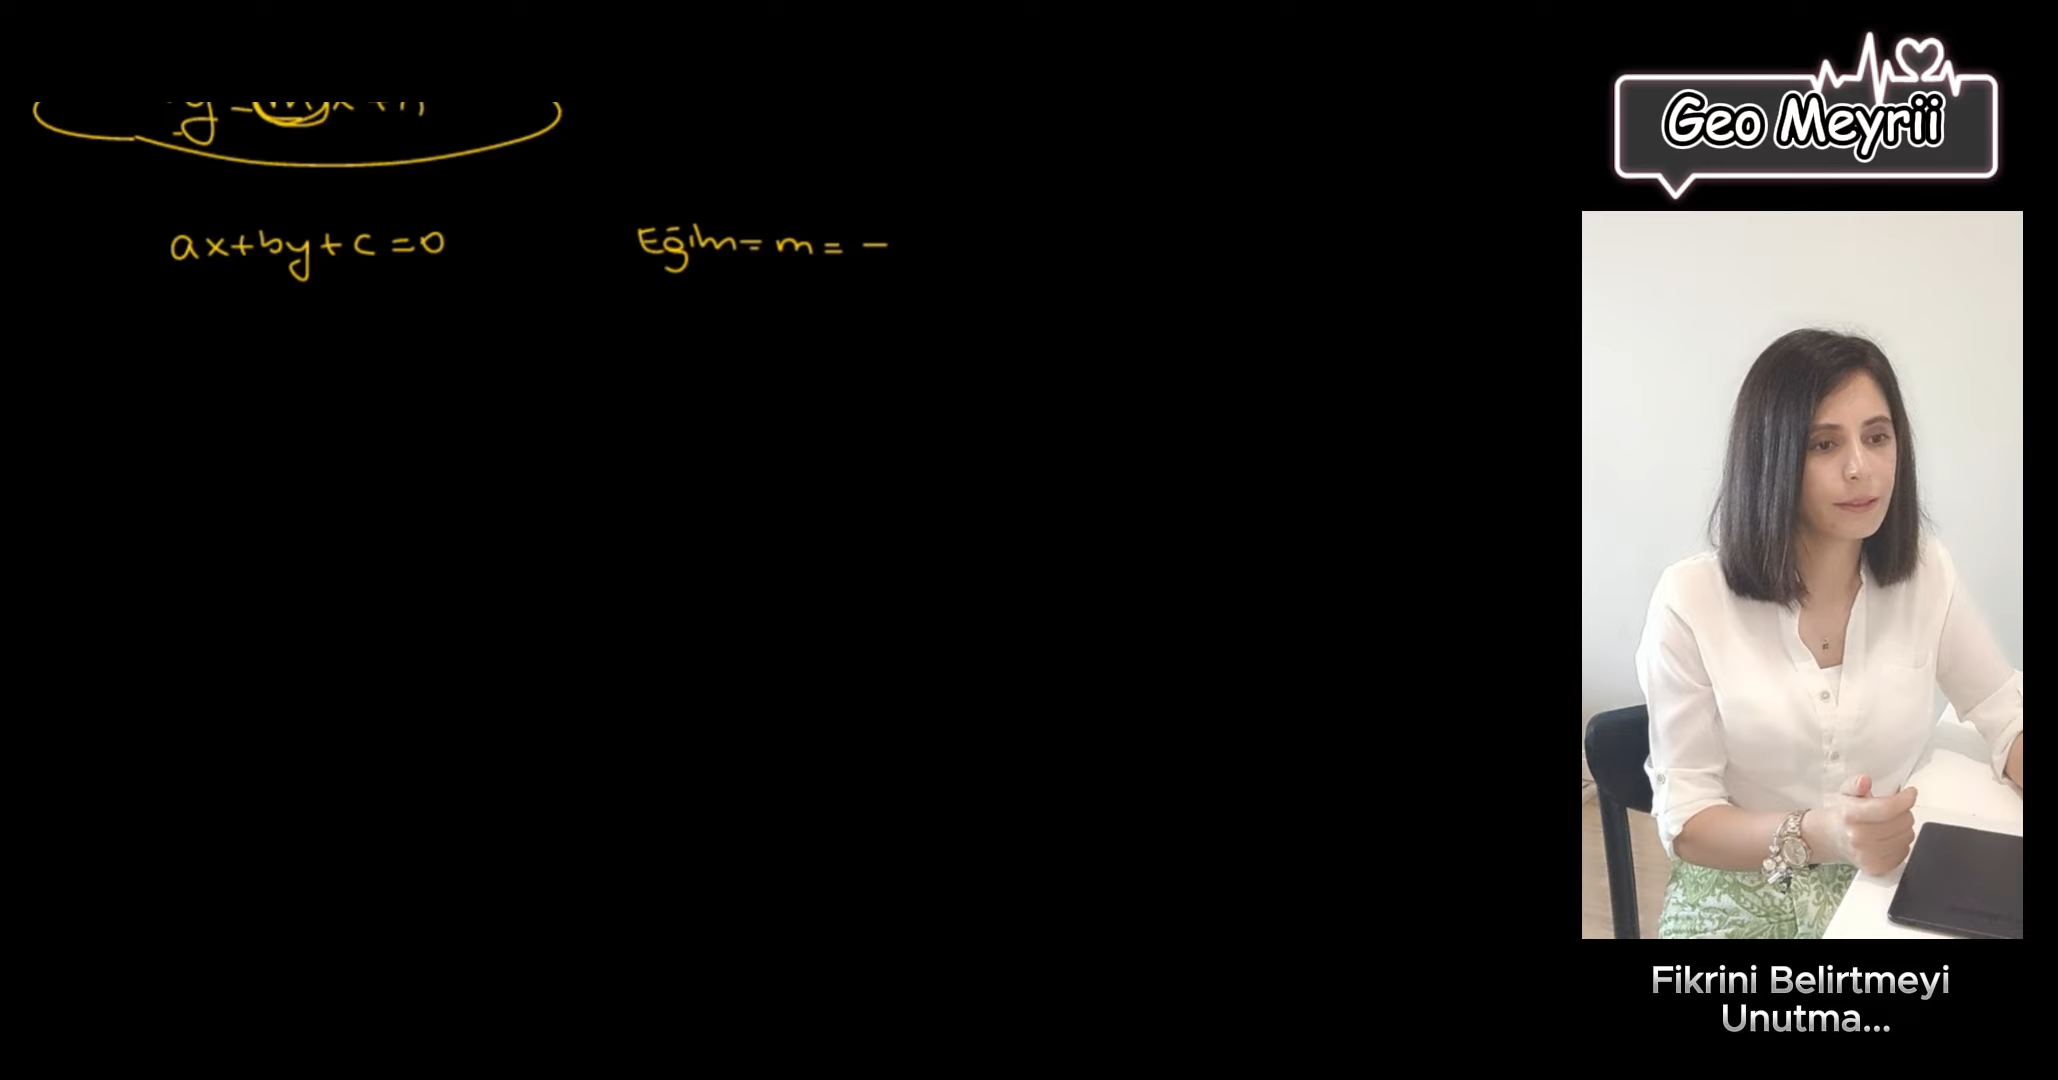 Geo Meyrii
ax+by+c=0
Eğim=m=-
Fikrini Belirtmeyi
Unutma...